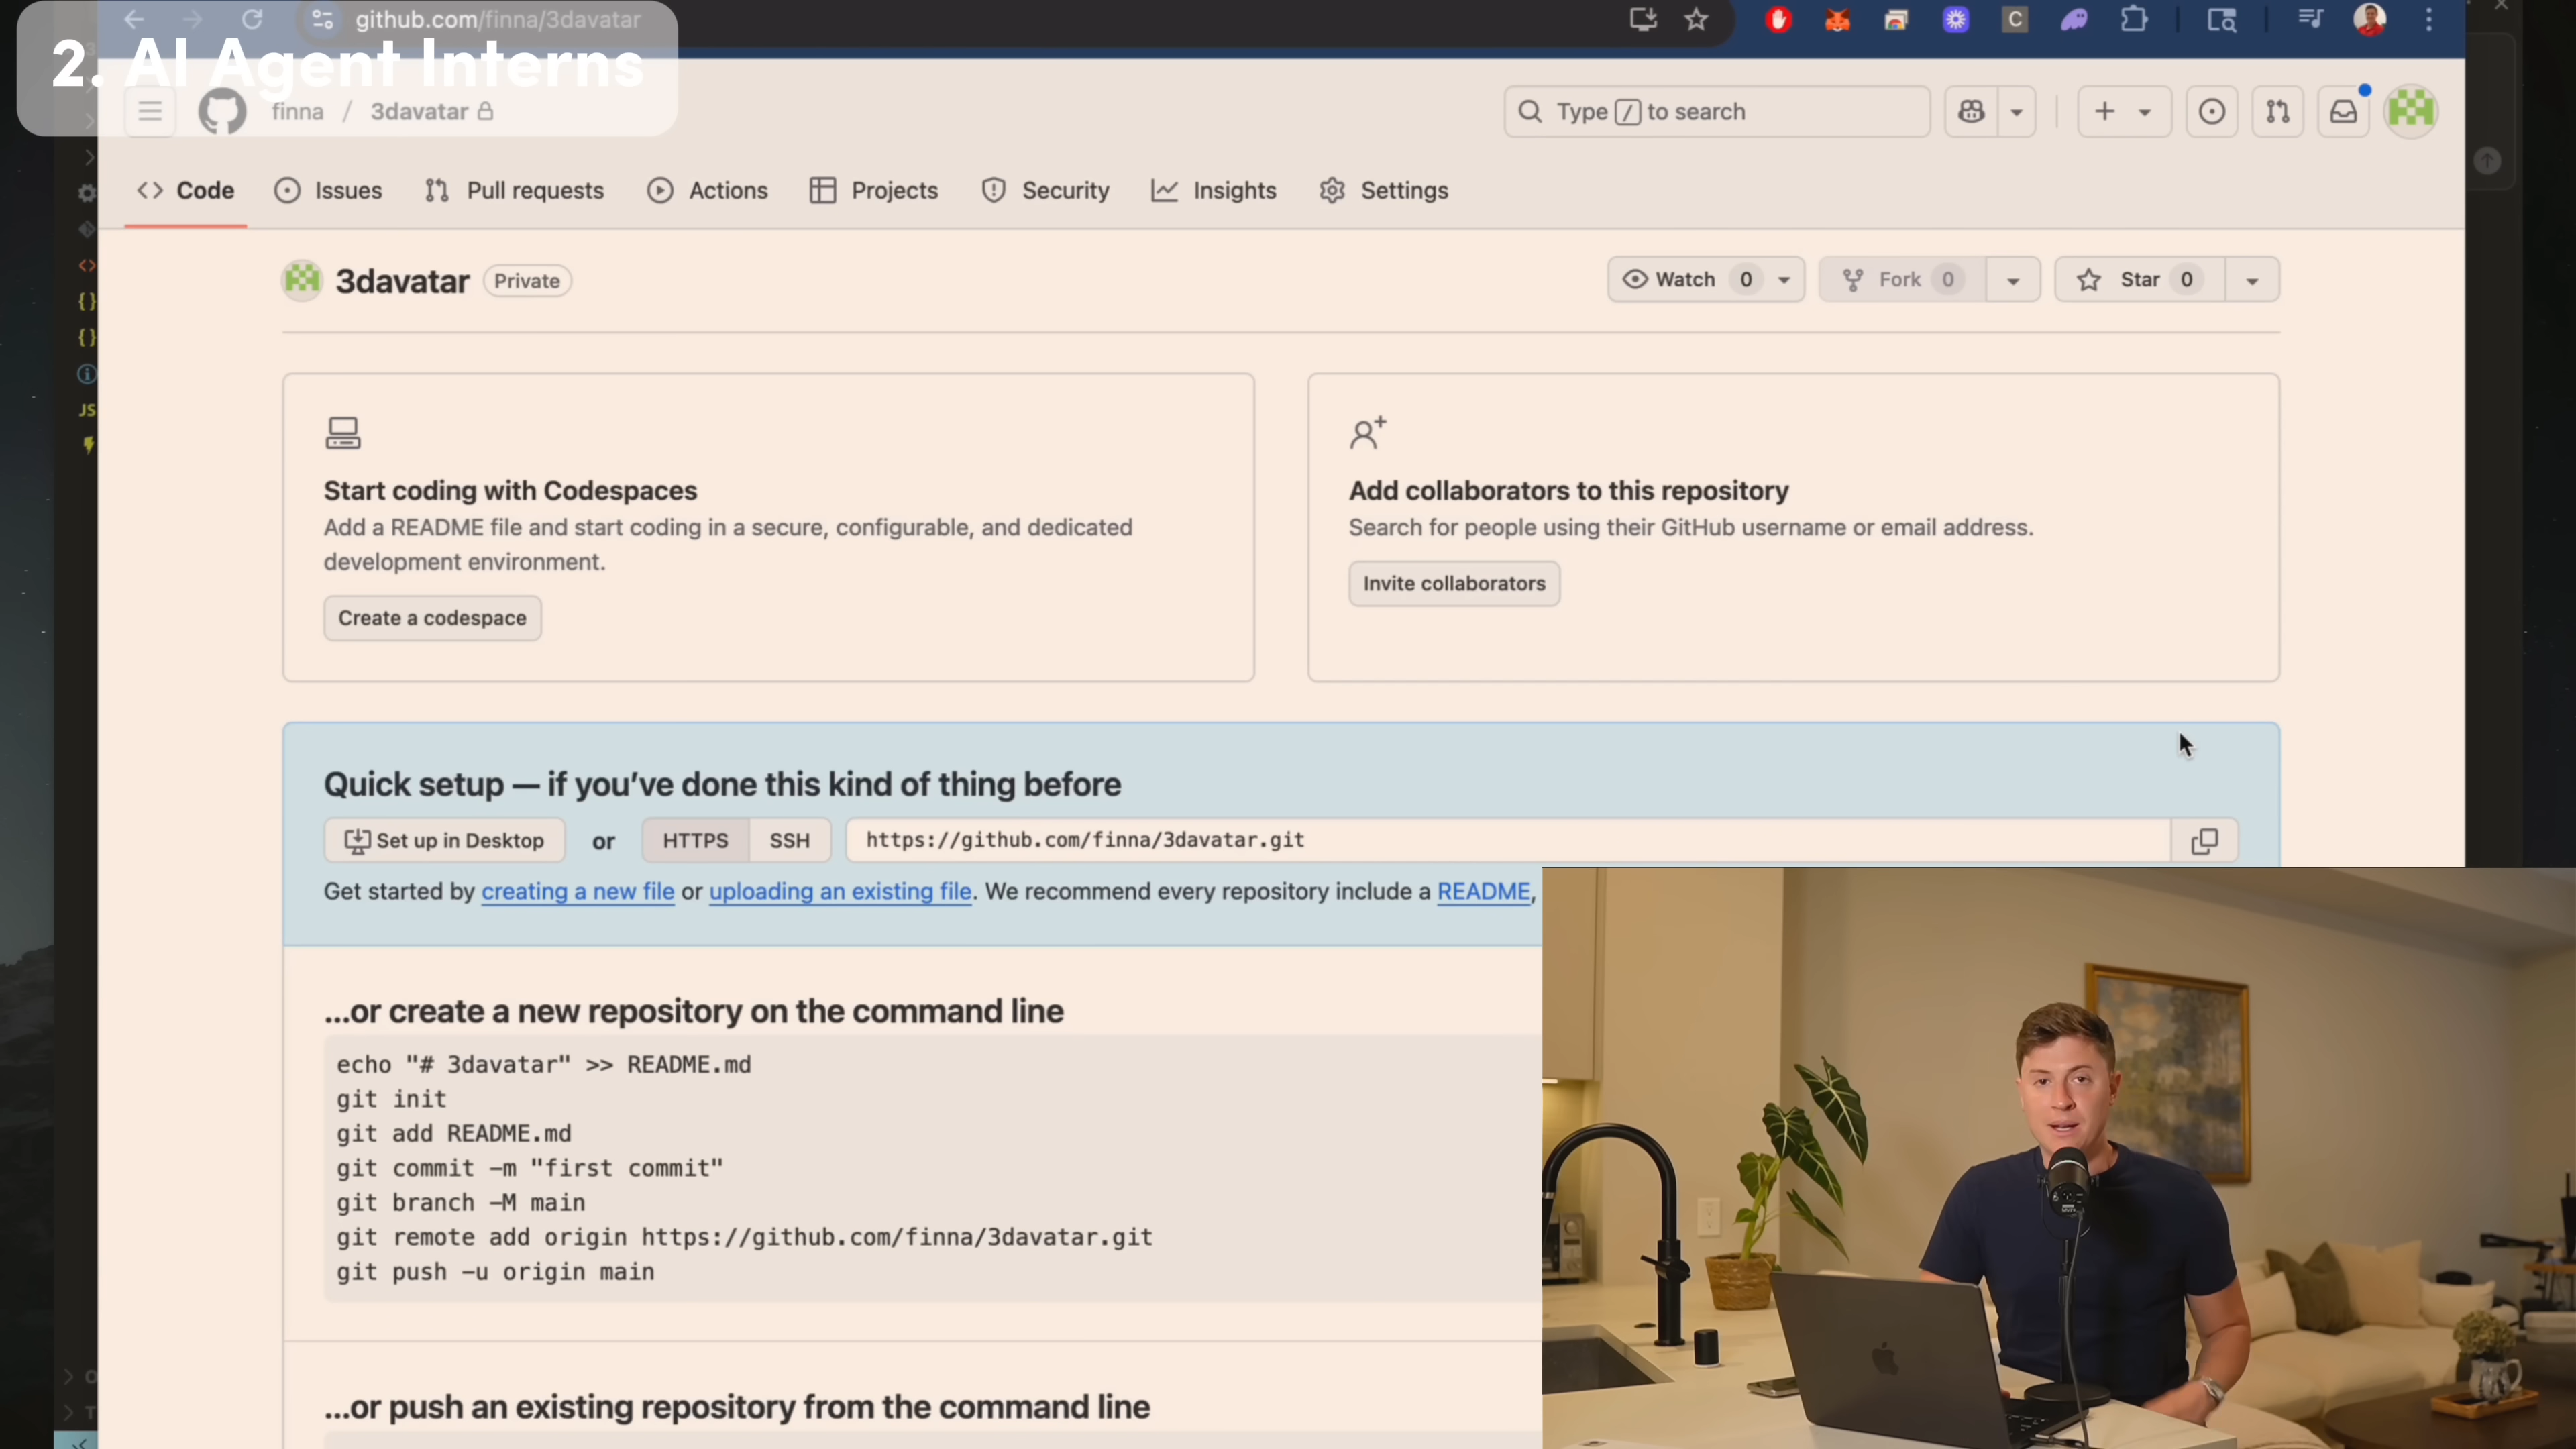 github.com/finna/3davatar
2. AI Agent Interns
finna / 3davatar
Type / to search
Code Issues Pull requests Actions Projects Security Insights Settings
3davatar Private
Watch 0 Fork 0 Star 0
Start coding with Codespaces
Add a README file and start coding in a secure, configurable, and dedicated
development environment.
Create a codespace
Add collaborators to this repository
Search for people using their GitHub username or email address.
Invite collaborators
Quick setup — if you've done this kind of thing before
Set up in Desktop or HTTPS SSH https://github.com/finna/3davatar.git
Get started by creating a new file or uploading an existing file. We recommend every repository include a README,
...or create a new repository on the command line
echo "# 3davatar" >> README.md
git init
git add README.md
git commit -m "first commit"
git branch -M main
git remote add origin https://github.com/finna/3davatar.git
git push -u origin main
...or push an existing repository from the command line
JS
C